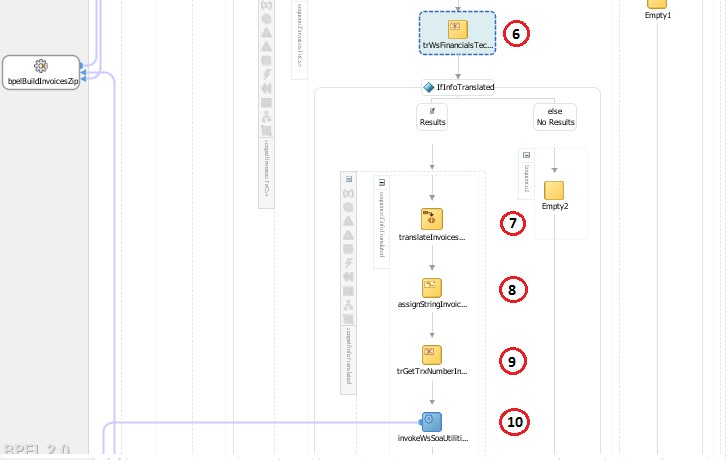 Empty1
6
trWsFinancialsTec...
bpelBuildInvoicesZip
IfInfoTranslated
if
Results
else
No Results
Sequence2
Empty2
7
translateInvoices...
8
assignStringInvoic...
9
trGetTrxNumberIn...
10
invokeWsSoaUtiliti...
BPEL 2.0